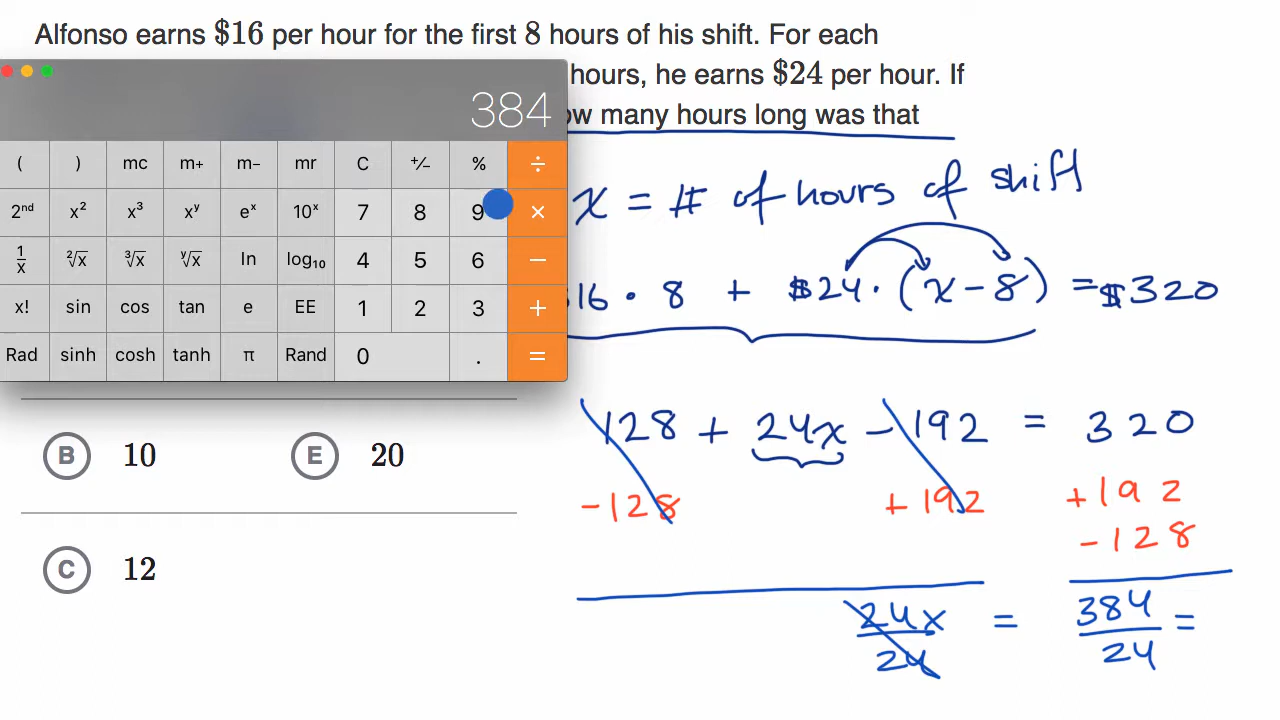 Alfonso earns $16 per hour for the first 8 hours of his shift. For each
hours, he earns $24 per hour. If
how many hours long was that
384
( ) mc m+ m- mr C +/- % ÷
2nd x² x³ xʸ eˣ 10ˣ 7 8 9 ×
1/x ²√x ³√x ʸ√x ln log₁₀ 4 5 6 −
x! sin cos tan e EE 1 2 3 +
Rad sinh cosh tanh π Rand 0 . =
x = # of hours of shift
$16 · 8 + $24 · (x - 8) = $320
128 + 24x - 192 = 320
-128 + 192 + 192
- 128
24x/24 = 384/24 =
B 10 E 20
C 12